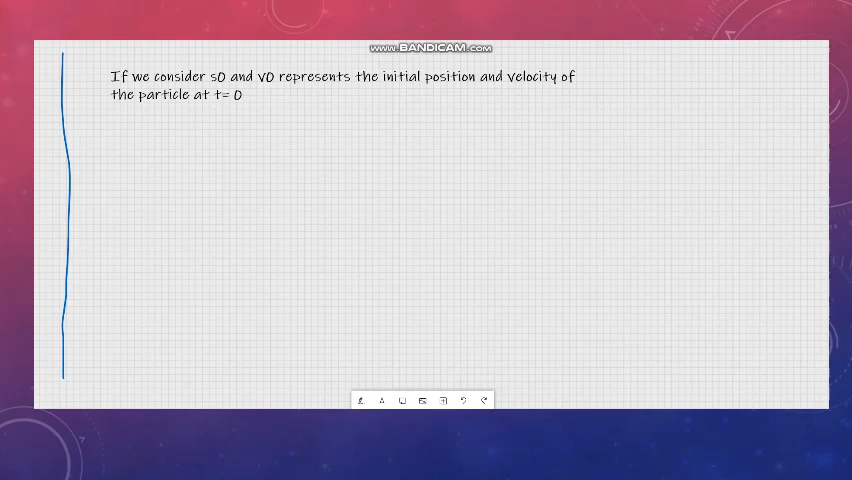 www.BANDICAM.com
If we consider s0 and v0 represents the initial position and velocity of
the particle at t= 0